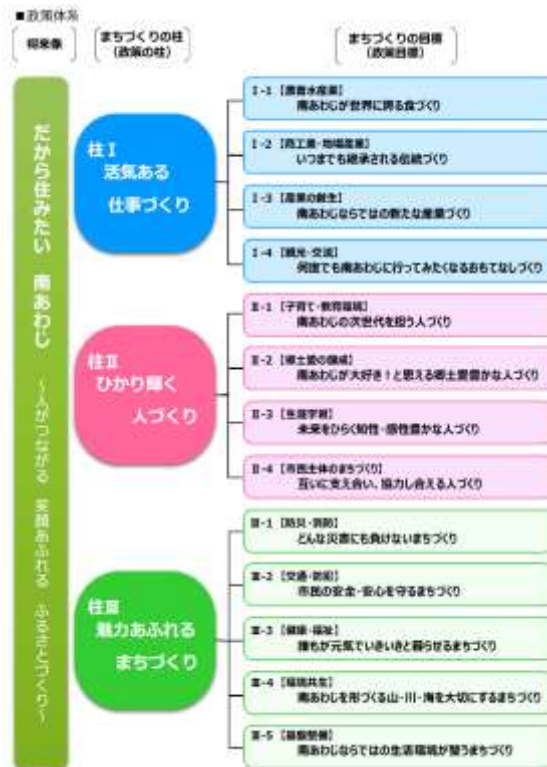 ■政策体系
将来像
まちづくりの柱
(政策の柱)
まちづくりの目標
(政策目標)
だから住みたい 南あわじ ～人がつながる 笑顔あふれる ふるさとづくり～
柱Ⅰ
活気ある
仕事づくり
Ⅰ-1 【農畜水産業】
南あわじが世界に誇る食づくり
Ⅰ-2 【商工業・地場産業】
いつまでも継承される伝統づくり
Ⅰ-3 【産業の創生】
南あわじならではの新たな産業づくり
Ⅰ-4 【観光・交流】
何度でも南あわじに行ってみたくなるおもてなしづくり
柱Ⅱ
ひかり輝く
人づくり
Ⅱ-1 【子育て・教育環境】
南あわじの次世代を担う人づくり
Ⅱ-2 【郷土愛の醸成】
南あわじが大好き！と思える郷土愛豊かな人づくり
Ⅱ-3 【生涯学習】
未来をひらく知性・感性豊かな人づくり
Ⅱ-4 【市民主体のまちづくり】
互いに支え合い、協力し合える人づくり
柱Ⅲ
魅力あふれる
まちづくり
Ⅲ-1 【防災・消防】
どんな災害にも負けないまちづくり
Ⅲ-2 【交通・防犯】
市民の安全・安心を守るまちづくり
Ⅲ-3 【健康・福祉】
誰もが元気でいきいきと暮らせるまちづくり
Ⅲ-4 【環境共生】
南あわじを形づくる山・川・海を大切にするまちづくり
Ⅲ-5 【基盤整備】
南あわじならではの生活環境が整うまちづくり